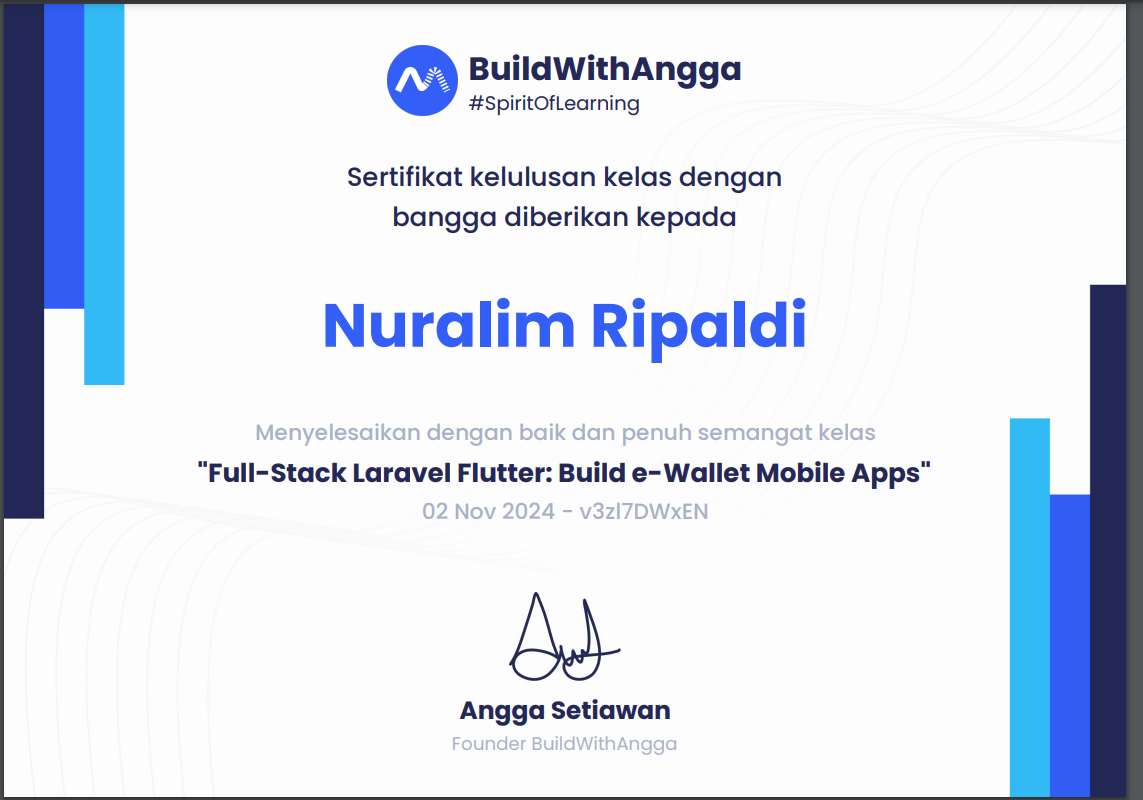 BuildWithAngga
#SpiritOfLearning
Sertifikat kelulusan kelas dengan
bangga diberikan kepada
Nuralim Ripaldi
Menyelesaikan dengan baik dan penuh semangat kelas
"Full-Stack Laravel Flutter: Build e-Wallet Mobile Apps"
02 Nov 2024 - v3zl7DWxEN
Angga Setiawan
Founder BuildWithAngga